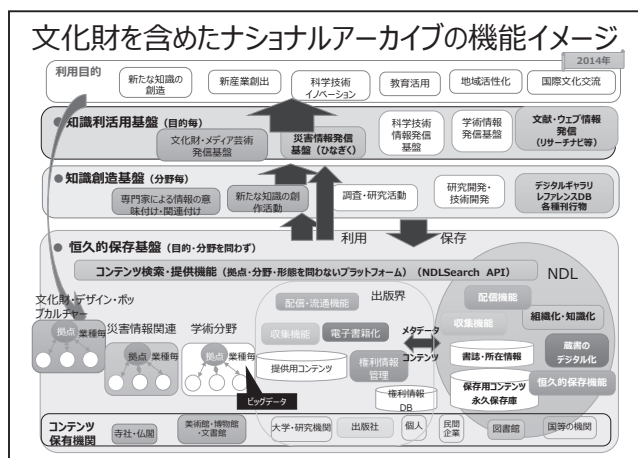 文化財を含めたナショナルアーカイブの機能イメージ
2014年
利用目的
新たな知識の
創造
新産業創出
科学技術
イノベーション
教育活用
地域活性化
国際文化交流
● 知識利活用基盤（目的毎）
文化財・メディア芸術
発信基盤
災害情報発信
基盤（ひなぎく）
科学技術
情報発信
基盤
学術情報
発信基盤
文献・ウェブ情報
発信
（リサーチナビ等）
● 知識創造基盤（分野毎）
専門家による情報の意
味付け・関連付け
新たな知識の創
作活動
調査・研究活動
研究開発・
技術開発
デジタルギャラリ
レファレンスDB
各種刊行物
利用
保存
● 恒久的保存基盤（目的・分野を問わず）
コンテンツ検索・提供機能（拠点・分野・形態を問わないプラットフォーム）（NDLSearch API）
NDL
文化財・デザイン・ポッ
プカルチャー
拠点
業種毎
災害情報関連
拠点
業種毎
学術分野
拠点
業種毎
ビッグデータ
出版界
配信・流通機能
収集機能
電子書籍化
提供用コンテンツ
権利情報
管理
権利情報
DB
メタデータ
コンテンツ
配信機能
収集機能
組織化・知識化
書誌・所在情報
蔵書の
デジタル化
保存用コンテンツ
永久保存庫
恒久的保存機能
コンテンツ
保有機関
寺社・仏閣
美術館・博物館
・文書館
大学・研究機関
出版社
個人
民間
企業
図書館
国等の機関